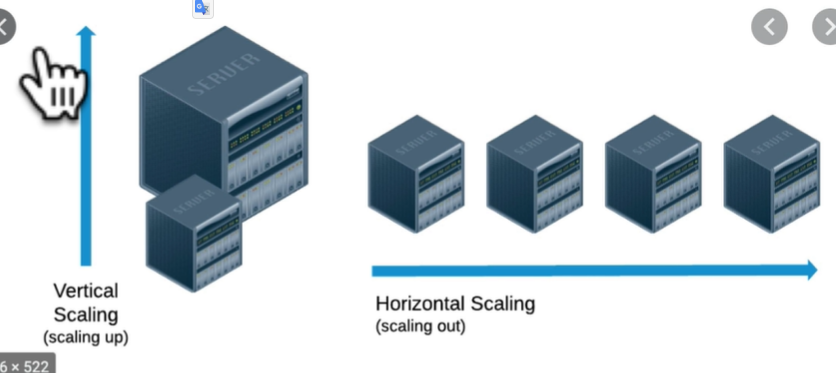 SERVER
SERVER
SERVER
SERVER
SERVER
SERVER
Vertical
Scaling
(scaling up)
Horizontal Scaling
(scaling out)
6 × 522